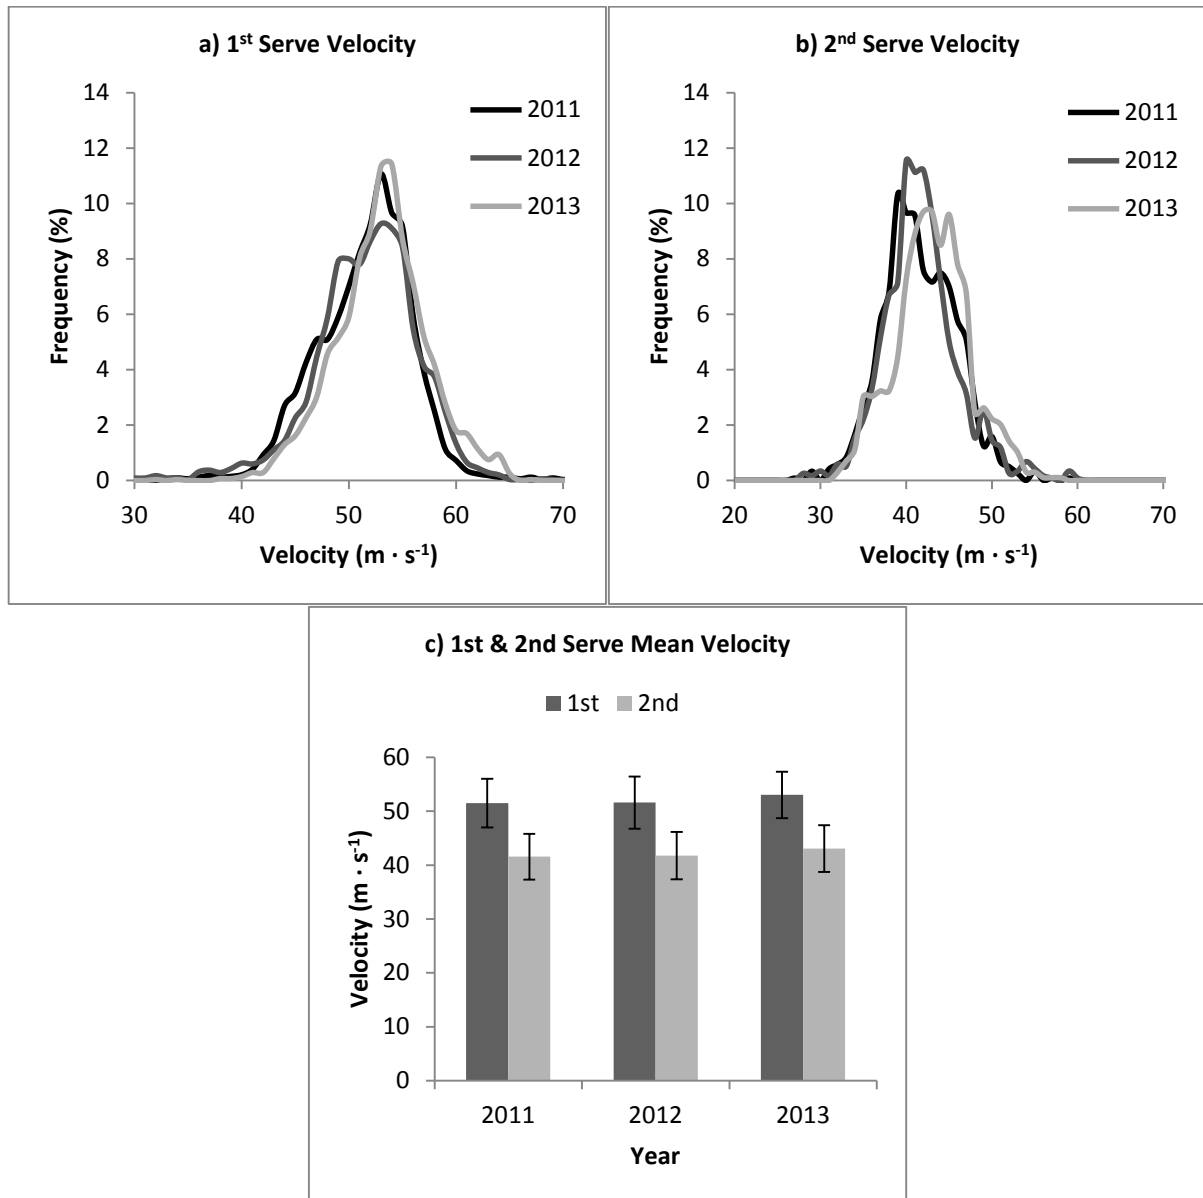 a) 1st Serve Velocity
14
12
10
8
6
4
2
0
Frequency (%)
2011
2012
2013
30 40 50 60 70
Velocity (m · s-1)
b) 2nd Serve Velocity
14
12
10
8
6
4
2
0
Frequency (%)
2011
2012
2013
20 30 40 50 60 70
Velocity (m · s-1)
c) 1st & 2nd Serve Mean Velocity
1st 2nd
60
50
40
30
20
10
0
Velocity (m · s-1)
2011 2012 2013
Year